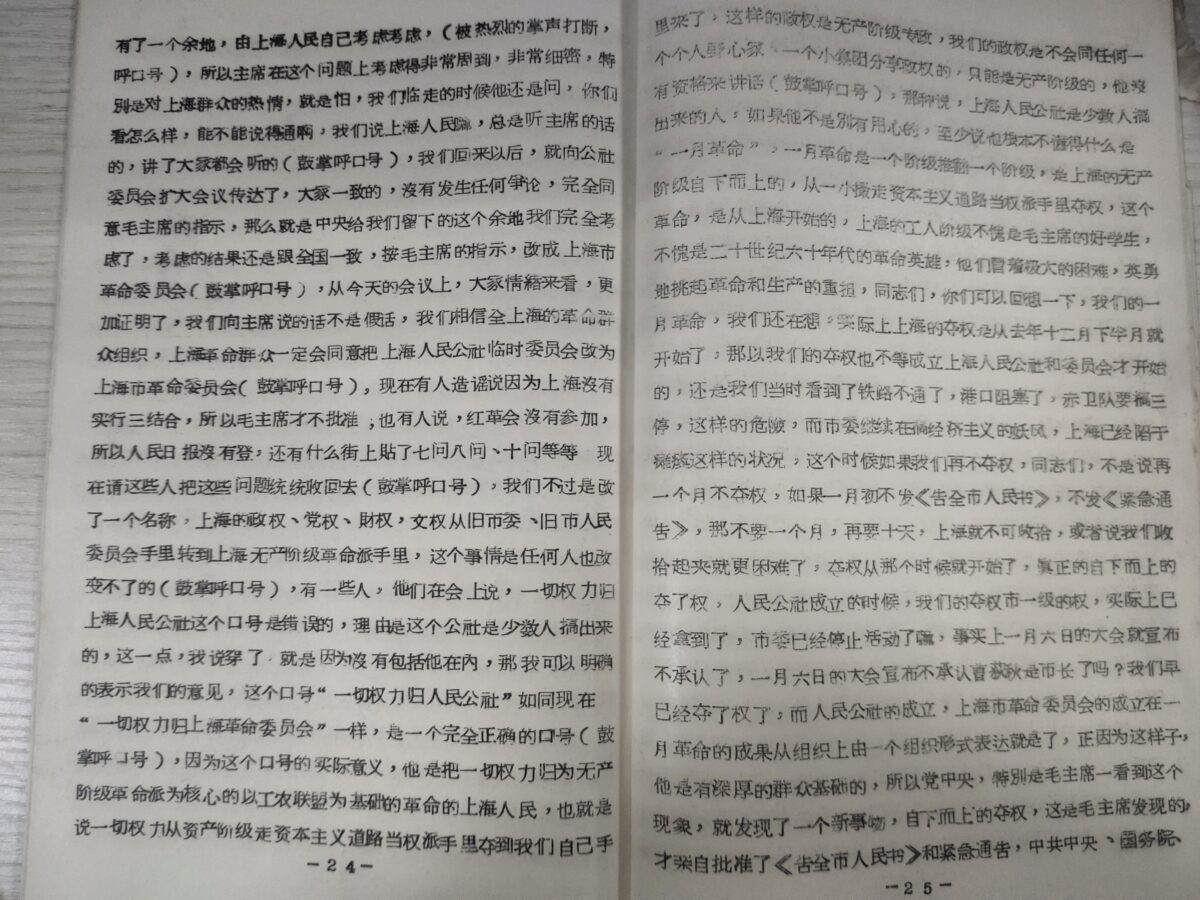 有了一个余地，由上海人民自己考虑考虑，（被热烈的掌声打断，
呼口号），所以主席在这个问题上考虑得非常周到，非常细密，特
别是对上海群众的热情，就是怕，我们临走的时候他还是问，你们
看怎么样，能不能说得通啊，我们说上海人民嘛，总是听主席的话
的，讲了大家都会听的（鼓掌呼口号），我们回来以后，就向公社
委员会扩大会议传达了，大家一致的，沒有发生任何争论，完全同
意毛主席的指示，那么就是中央给我们留下的这个余地我们完全考
虑了，考虑的结果还是跟全国一致，按毛主席的指示，改成上海市
革命委员会（鼓掌呼口号），从今天的会议上，大家情緒来看，更
加证明了，我们向主席说的话不是假话，我们相信全上海的革命群
众组织，上海革命群众一定会同意把上海人民公社临时委员会改为
上海市革命委员会（鼓掌呼口号），现在有人造谣说因为上海沒有
实行三结合，所以毛主席才不批准；也有人说，红革会沒有参加，
所以人民日报沒有登，还有什么街上貼了七问八问、十问等等 现
在请这些人把这些问题统统收回去（鼓掌呼口号），我们不过是改
了一个名称，上海的政权、党权、财权，文权从旧市委、旧市人民
委员会手里转到上海无产阶级革命派手里，这个事情是任何人也改
变不了的（鼓掌呼口号），有一些人，他们在会上说，一切权力归
上海人民公社这个口号是错误的，理由是这个公社是少数人搞出来
的，这一点，我说穿了，就是因为沒有包括他在內，那我可以明确
的表示我们的意见，这个口号“一切权力归人民公社”如同现在
“一切权力归上海革命委员会”一样，是一个完全正确的口号（鼓
掌呼口号），因为这个口号的实际意义，他是把一切权力归为无产
阶级革命派为核心的以工农联盟为基础的革命的上海人民，也就是
说一切权力从资产阶级走资本主义道路当权派手里夺到我们自己手
－24－
里来了，这样的政权是无产阶级专政，我们的政权是不会同任何一
个个人野心家、一个小集团分享政权的，只能是无产阶级的，他沒
有资格来讲话（鼓掌呼口号），那种说，上海人民公社是少数人搞
出来的人，如果他不是别有用心的，至少说他根本不懂得什么是
“一月革命”，一月革命是一个阶级推翻一个阶级，是上海的无产
阶级自下而上的，从一小撮走资本主义道路当权派手里夺权，这个
革命，是从上海开始的，上海的工人阶级不愧是毛主席的好学生，
不愧是二十世纪六十年代的革命英雄，他们冒着极大的困难，英勇
地挑起革命和生产的重担，同志们，你们可以回想一下，我们的一
月革命，我们还在想，实际上上海的夺权是从去年十二月下半月就
开始了，那以我们的夺权也不等成立上海人民公社和委员会才开始
的，还是我们当时看到了铁路不通了，港口阻塞了，赤卫队要搞三
停，这样的危险，而市委继续在搞经济主义的妖风，上海已经陷于
瘫痪这样的状况，这个时候如果我们再不夺权，同志们，不是说再
一个月不夺权，如果一月初不发《告全市人民书》，不发《紧急通
告》，那不要一个月，再要十天，上海就不可收拾，或者说我们收
拾起来就更困难了，夺权从那个时候就开始了，真正的自下而上的
夺了权，人民公社成立的时候，我们的夺权市一级的权，实际上已
经拿到了，市委已经停止活动了嘛，事实上一月六日的大会就宣布
不承认了，一月六日的大会宣布不承认曹荻秋是市长了吗？我们早
已经夺了权了，而人民公社的成立，上海市革命委员会的成立在一
月革命的成果从组织上由一个组织形式表达就是了，正因为这样子，
他是有深厚的群众基础的，所以党中央，特别是毛主席一看到这个
现象，就发现了一个新事物，自下而上的夺权，这是毛主席发现的，
才亲自批准了《告全市人民书》和紧急通告，中共中央、国务院、
－25－